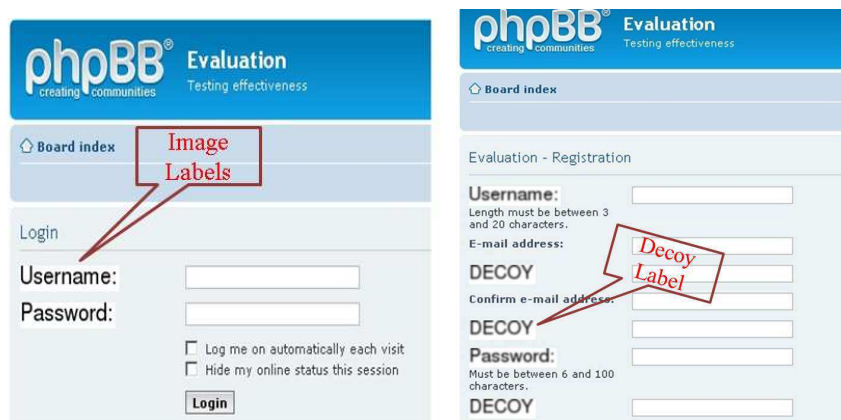 phpBB®
creating communities
Evaluation
Testing effectiveness
Board index
Image
Labels
Login
Username:
Password:
Log me on automatically each visit
Hide my online status this session
Login
phpBB®
creating communities
Evaluation
Testing effectiveness
Board index
Evaluation - Registration
Username:
Length must be between 3
and 20 characters.
E-mail address:
Decoy
Label
DECOY
Confirm e-mail address:
DECOY
Password:
Must be between 6 and 100
characters.
DECOY